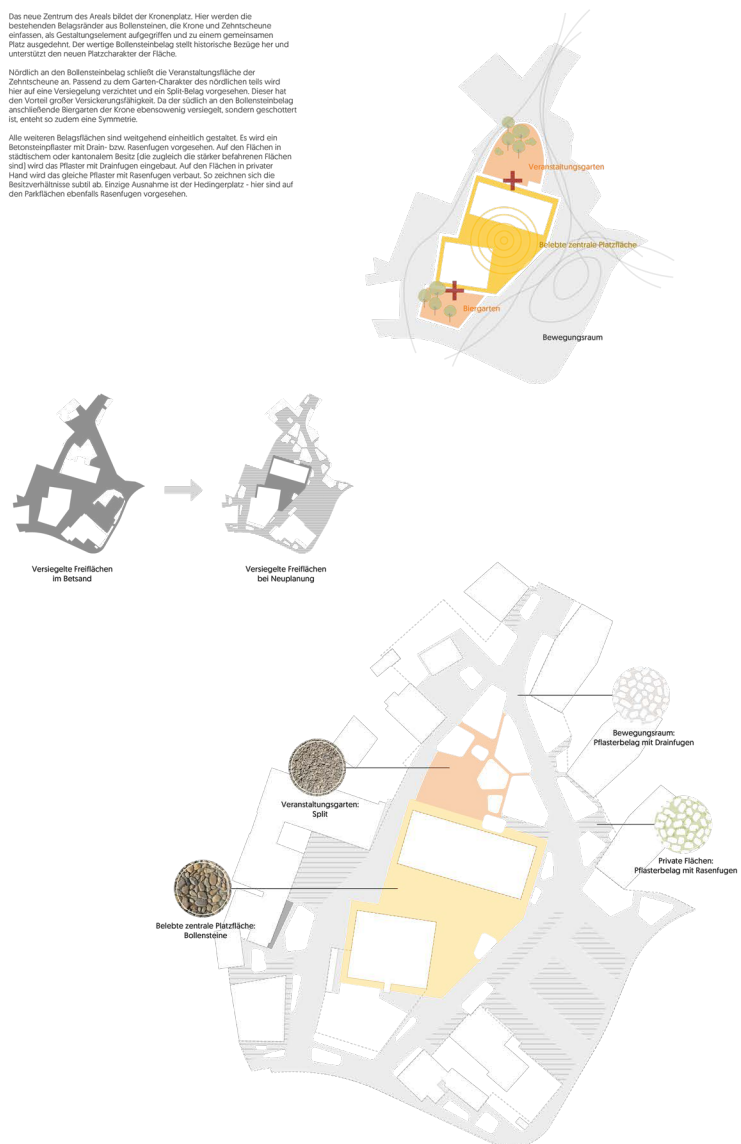 Das neue Zentrum des Areals bildet der Kronenplatz. Hier werden die
bestehenden Belagsränder aus Bollensteinen, die Krone und Zehntscheune
einfassen, als Gestaltungselement aufgegriffen und zu einem gemeinsamen
Platz ausgedehnt. Der wertige Bollensteinbelag stellt historische Bezüge her und
unterstützt den neuen Platzcharakter der Fläche.
Nördlich an den Bollensteinbelag schließt die Veranstaltungsfläche der
Zehntscheune an. Passend zu dem Garten-Charakter des nördlichen teils wird
hier auf eine Versiegelung verzichtet und ein Split-Belag vorgesehen. Dieser hat
den Vorteil großer Versickerungsfähigkeit. Da der südlich an den Bollensteinbelag
anschließende Biergarten der Krone ebensowenig versiegelt, sondern geschottert
ist, enteht so zudem eine Symmetrie.
Alle weiteren Belagsflächen sind weitgehend einheitlich gestaltet. Es wird ein
Betonsteinpflaster mit Drain- bzw. Rasenfugen vorgesehen. Auf den Flächen in
städtischem oder kantonalem Besitz (die zugleich die stärker befahrenen Flächen
sind) wird das Pflaster mit Drainfugen eingebaut. Auf den Flächen in privater
Hand wird das gleiche Pflaster mit Rasenfugen verbaut. So zeichnen sich die
Besitzverhältnisse subtil ab. Einzige Ausnahme ist der Hedingerplatz - hier sind auf
den Parkflächen ebenfalls Rasenfugen vorgesehen.
Veranstaltungsgarten
Belebte zentrale Platzfläche
Biergarten
Bewegungsraum
Versiegelte Freiflächen
im Betsand
Versiegelte Freiflächen
bei Neuplanung
Bewegungsraum:
Pflasterbelag mit Drainfugen
Veranstaltungsgarten:
Split
Private Flächen:
Pflasterbelag mit Rasenfugen
Belebte zentrale Platzfläche:
Bollensteine